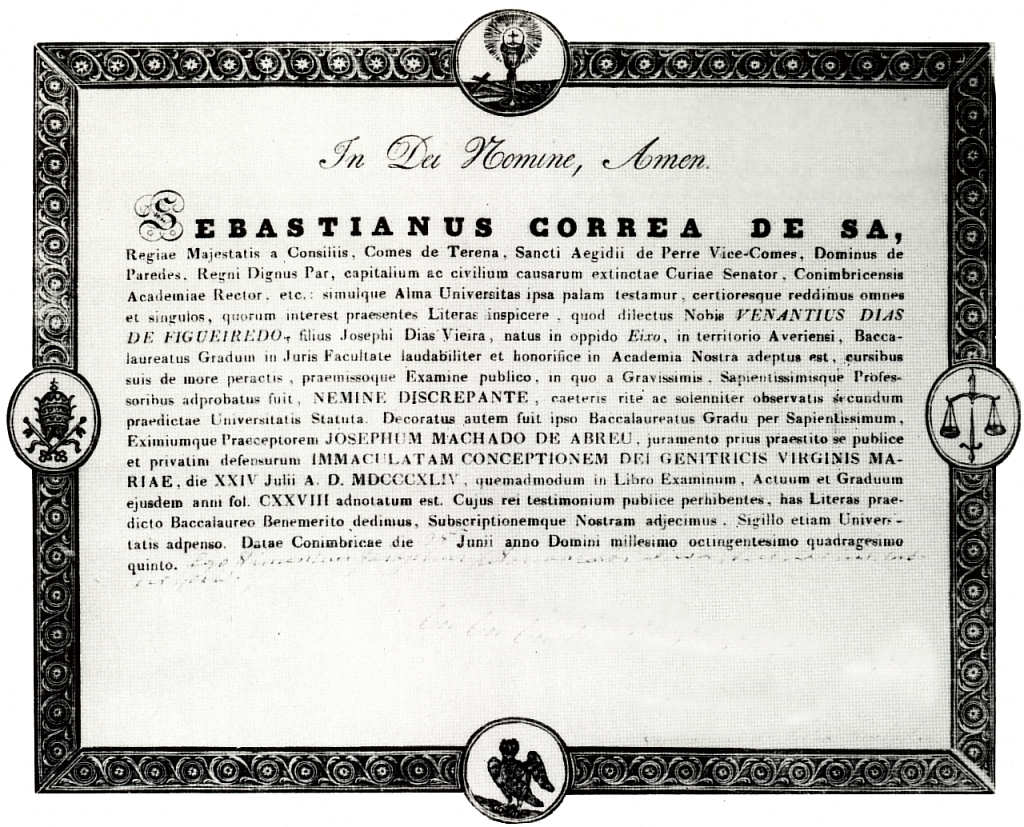 In Dei Nomine, Amen.
SEBASTIANUS CORREA DE SA,
Regiae Majestatis a Consiliis, Comes de Terena, Sancti Aegidii de Perre Vice-Comes, Dominus de
Paredes, Regni Dignus Par, capitalium ac civilium causarum extinctae Curiae Senator, Conimbricensis
Academiae Rector, etc.: simulque Alma Universitas ipsa palam testamur, certioresque reddimus omnes
et singulos, quorum interest praesentes Literas inspicere, quod dilectus Nobis VENANTIUS DIAS
DE FIGUEIREDO, filius Josephi Dias Vieira, natus in oppido Eixo, in territorio Averiensi, Bacca-
laureatus Gradum in Juris Facultate laudabiliter et honorifice in Academia Nostra adeptus est, cursibus
suis de more peractis, praemissoque Examine publico, in quo a Gravissimis, Sapientissimisque Profes-
soribus adprobatus fuit, NEMINE DISCREPANTE, caeteris rite ac solenniter observatis secundum
praedictae Universitatis Statuta. Decoratus autem fuit ipso Baccalaureatus Gradu per Sapientissimum,
Eximiumque Praeceptorem JOSEPHUM MACHADO DE ABREU, juramento prius praestito se publice
et privatim defensurum IMMACULATAM CONCEPTIONEM DEI GENITRICIS VIRGINIS MA-
RIAE, die XXIV Julii A. D. MDCCCXLIV, quemadmodum in Libro Examinum, Actuum et Graduum
ejusdem anni fol. CXXVIII adnotatum est. Cujus rei testimonium publice perhibentes, has Literas prae-
dicto Baccalaureo Benemerito dedimus, Subscriptionemque Nostram adjecimus, Sigillo etiam Univer-
tatis adpenso. Datae Conimbricae die Junii anno Domini millesimo octingentesimo quadragesimo
quinto.